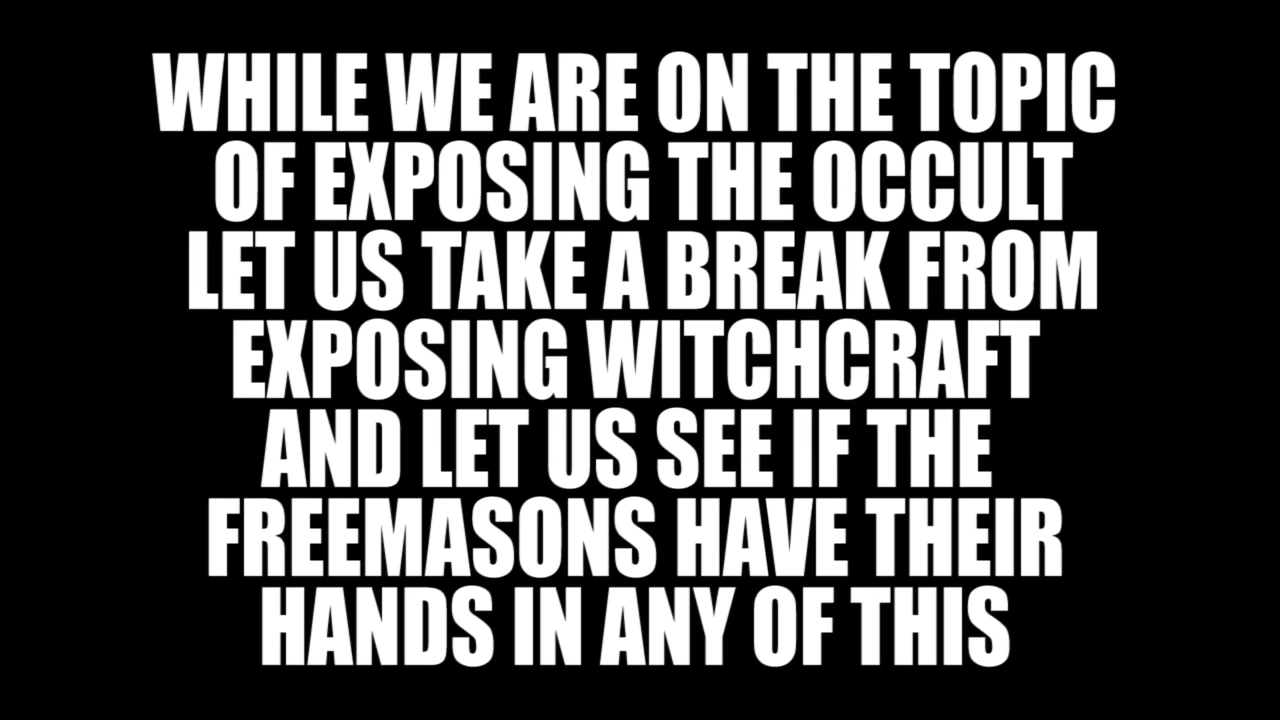 WHILE WE ARE ON THE TOPIC
OF EXPOSING THE OCCULT
LET US TAKE A BREAK FROM
EXPOSING WITCHCRAFT
AND LET US SEE IF THE
FREEMASONS HAVE THEIR
HANDS IN ANY OF THIS